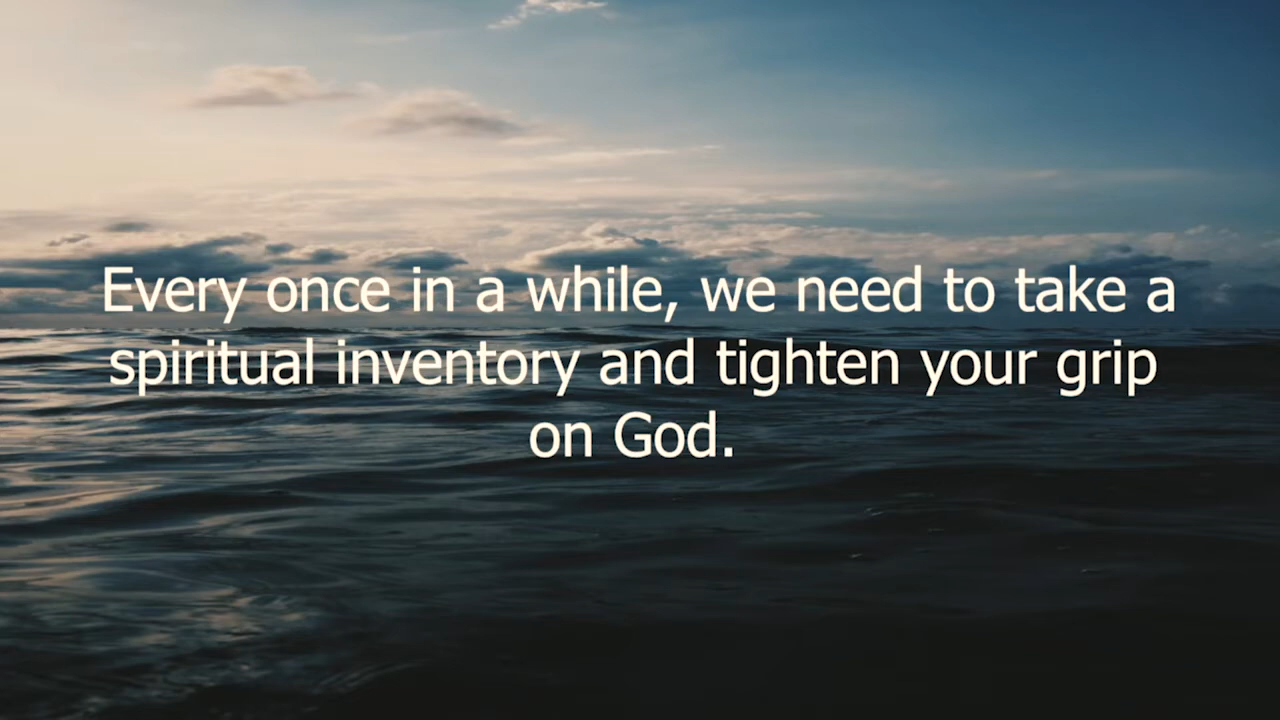 Every once in a while, we need to take a
spiritual inventory and tighten your grip
on God.